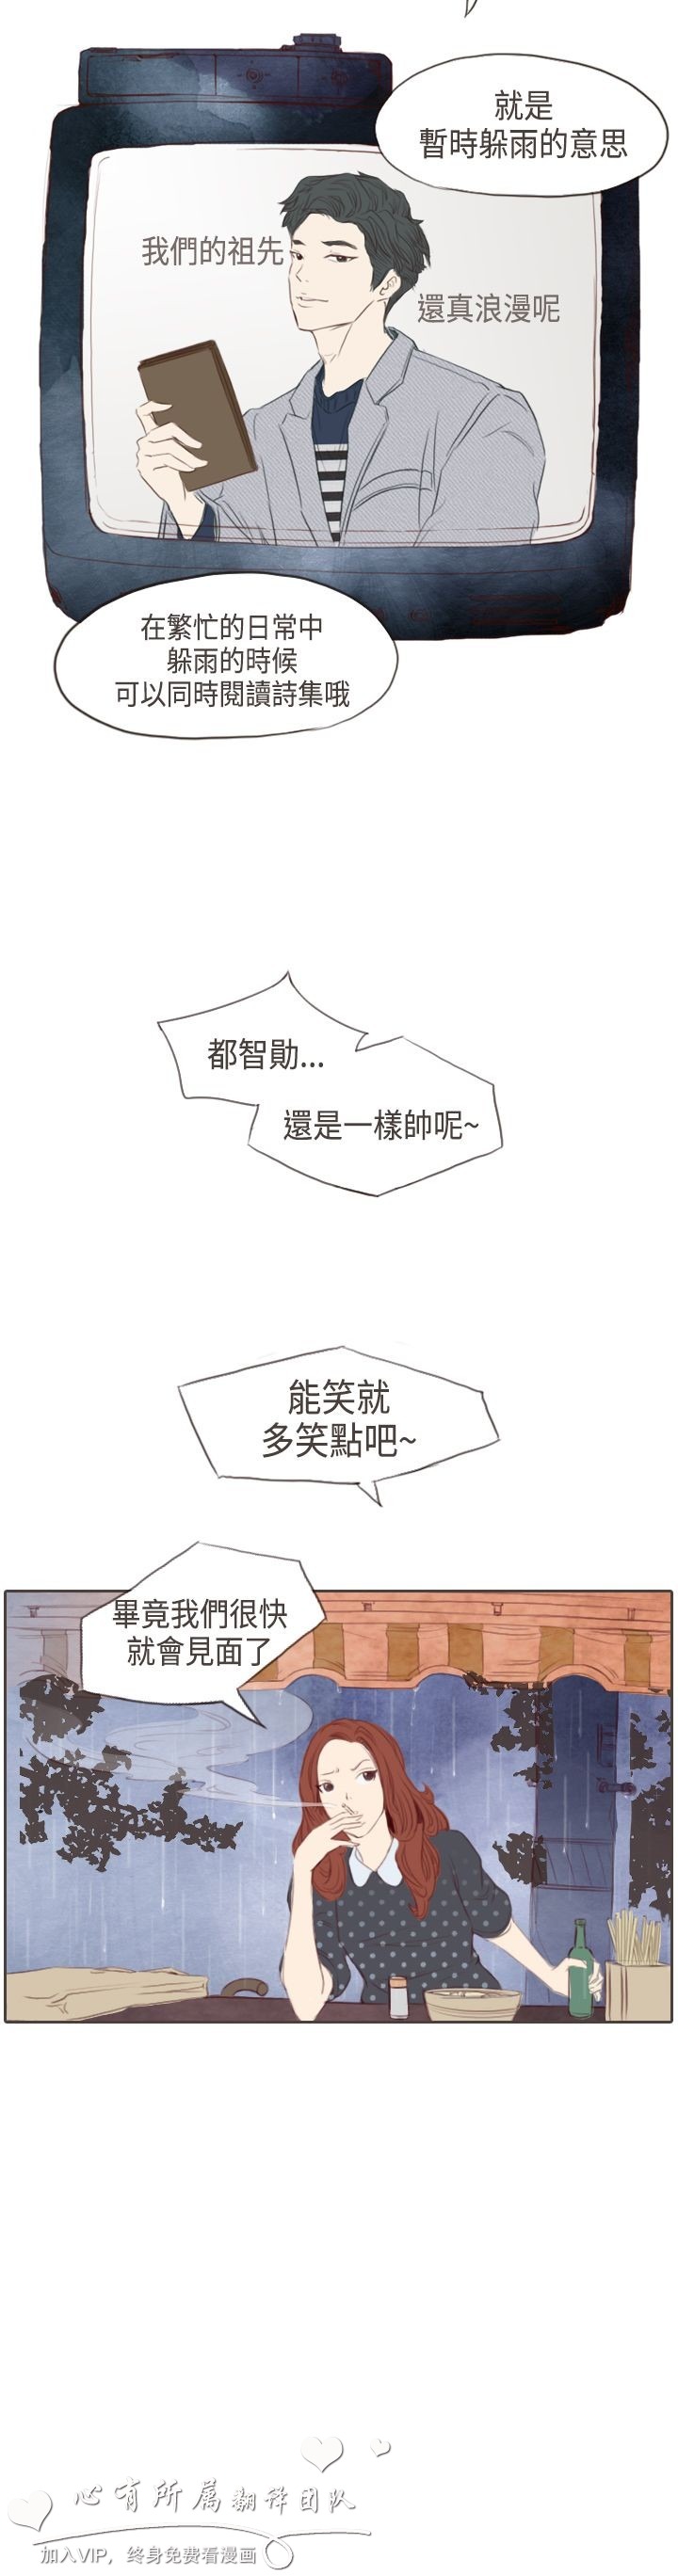 就是
暫時躲雨的意思
我們的祖先
還真浪漫呢
在繁忙的日常中
躲雨的時候
可以同時閱讀詩集哦
都智勛...
還是一樣帥呢~
能笑就
多笑點吧~
畢竟我們很快
就會見面了
心有所属翻译团队
加入VIP，终身免费看漫画